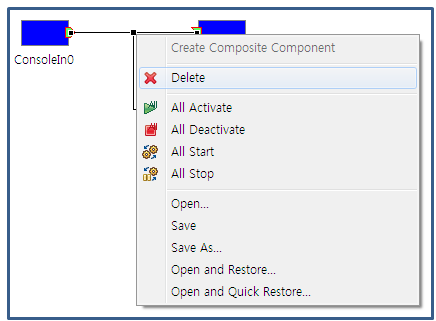 Create Composite Component
ConsoleIn0
Delete
All Activate
All Deactivate
All Start
All Stop
Open...
Save
Save As...
Open and Restore...
Open and Quick Restore...